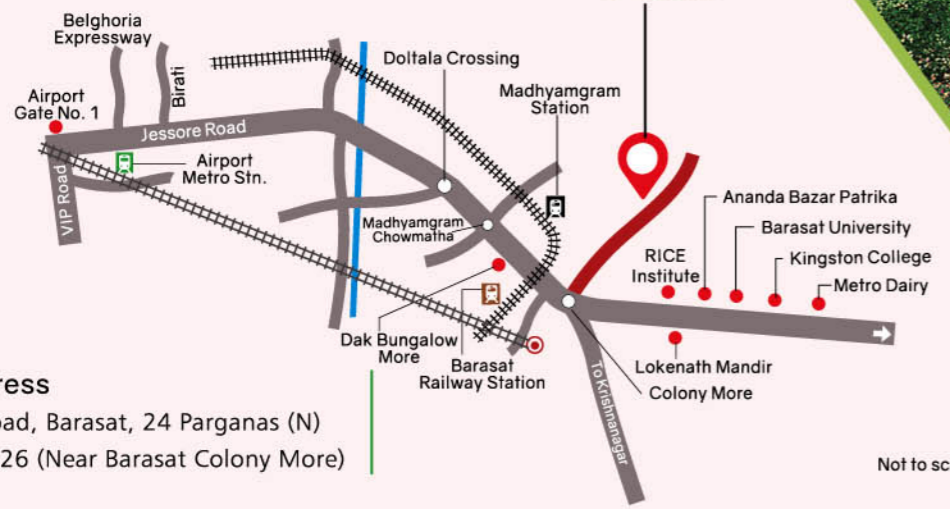 Belghoria
Expressway
Birati
Airport
Gate No. 1
Jessore Road
VIP Road
Airport
Metro Stn.
Doltala Crossing
Madhyamgram
Station
Madhyamgram
Chowmatha
Dak Bungalow
More
Barasat
Railway Station
RICE
Institute
Ananda Bazar Patrika
Barasat University
Kingston College
Metro Dairy
Lokenath Mandir
Colony More
To Krishnanagar
ress
oad, Barasat, 24 Parganas (N)
26 (Near Barasat Colony More)
Not to sc